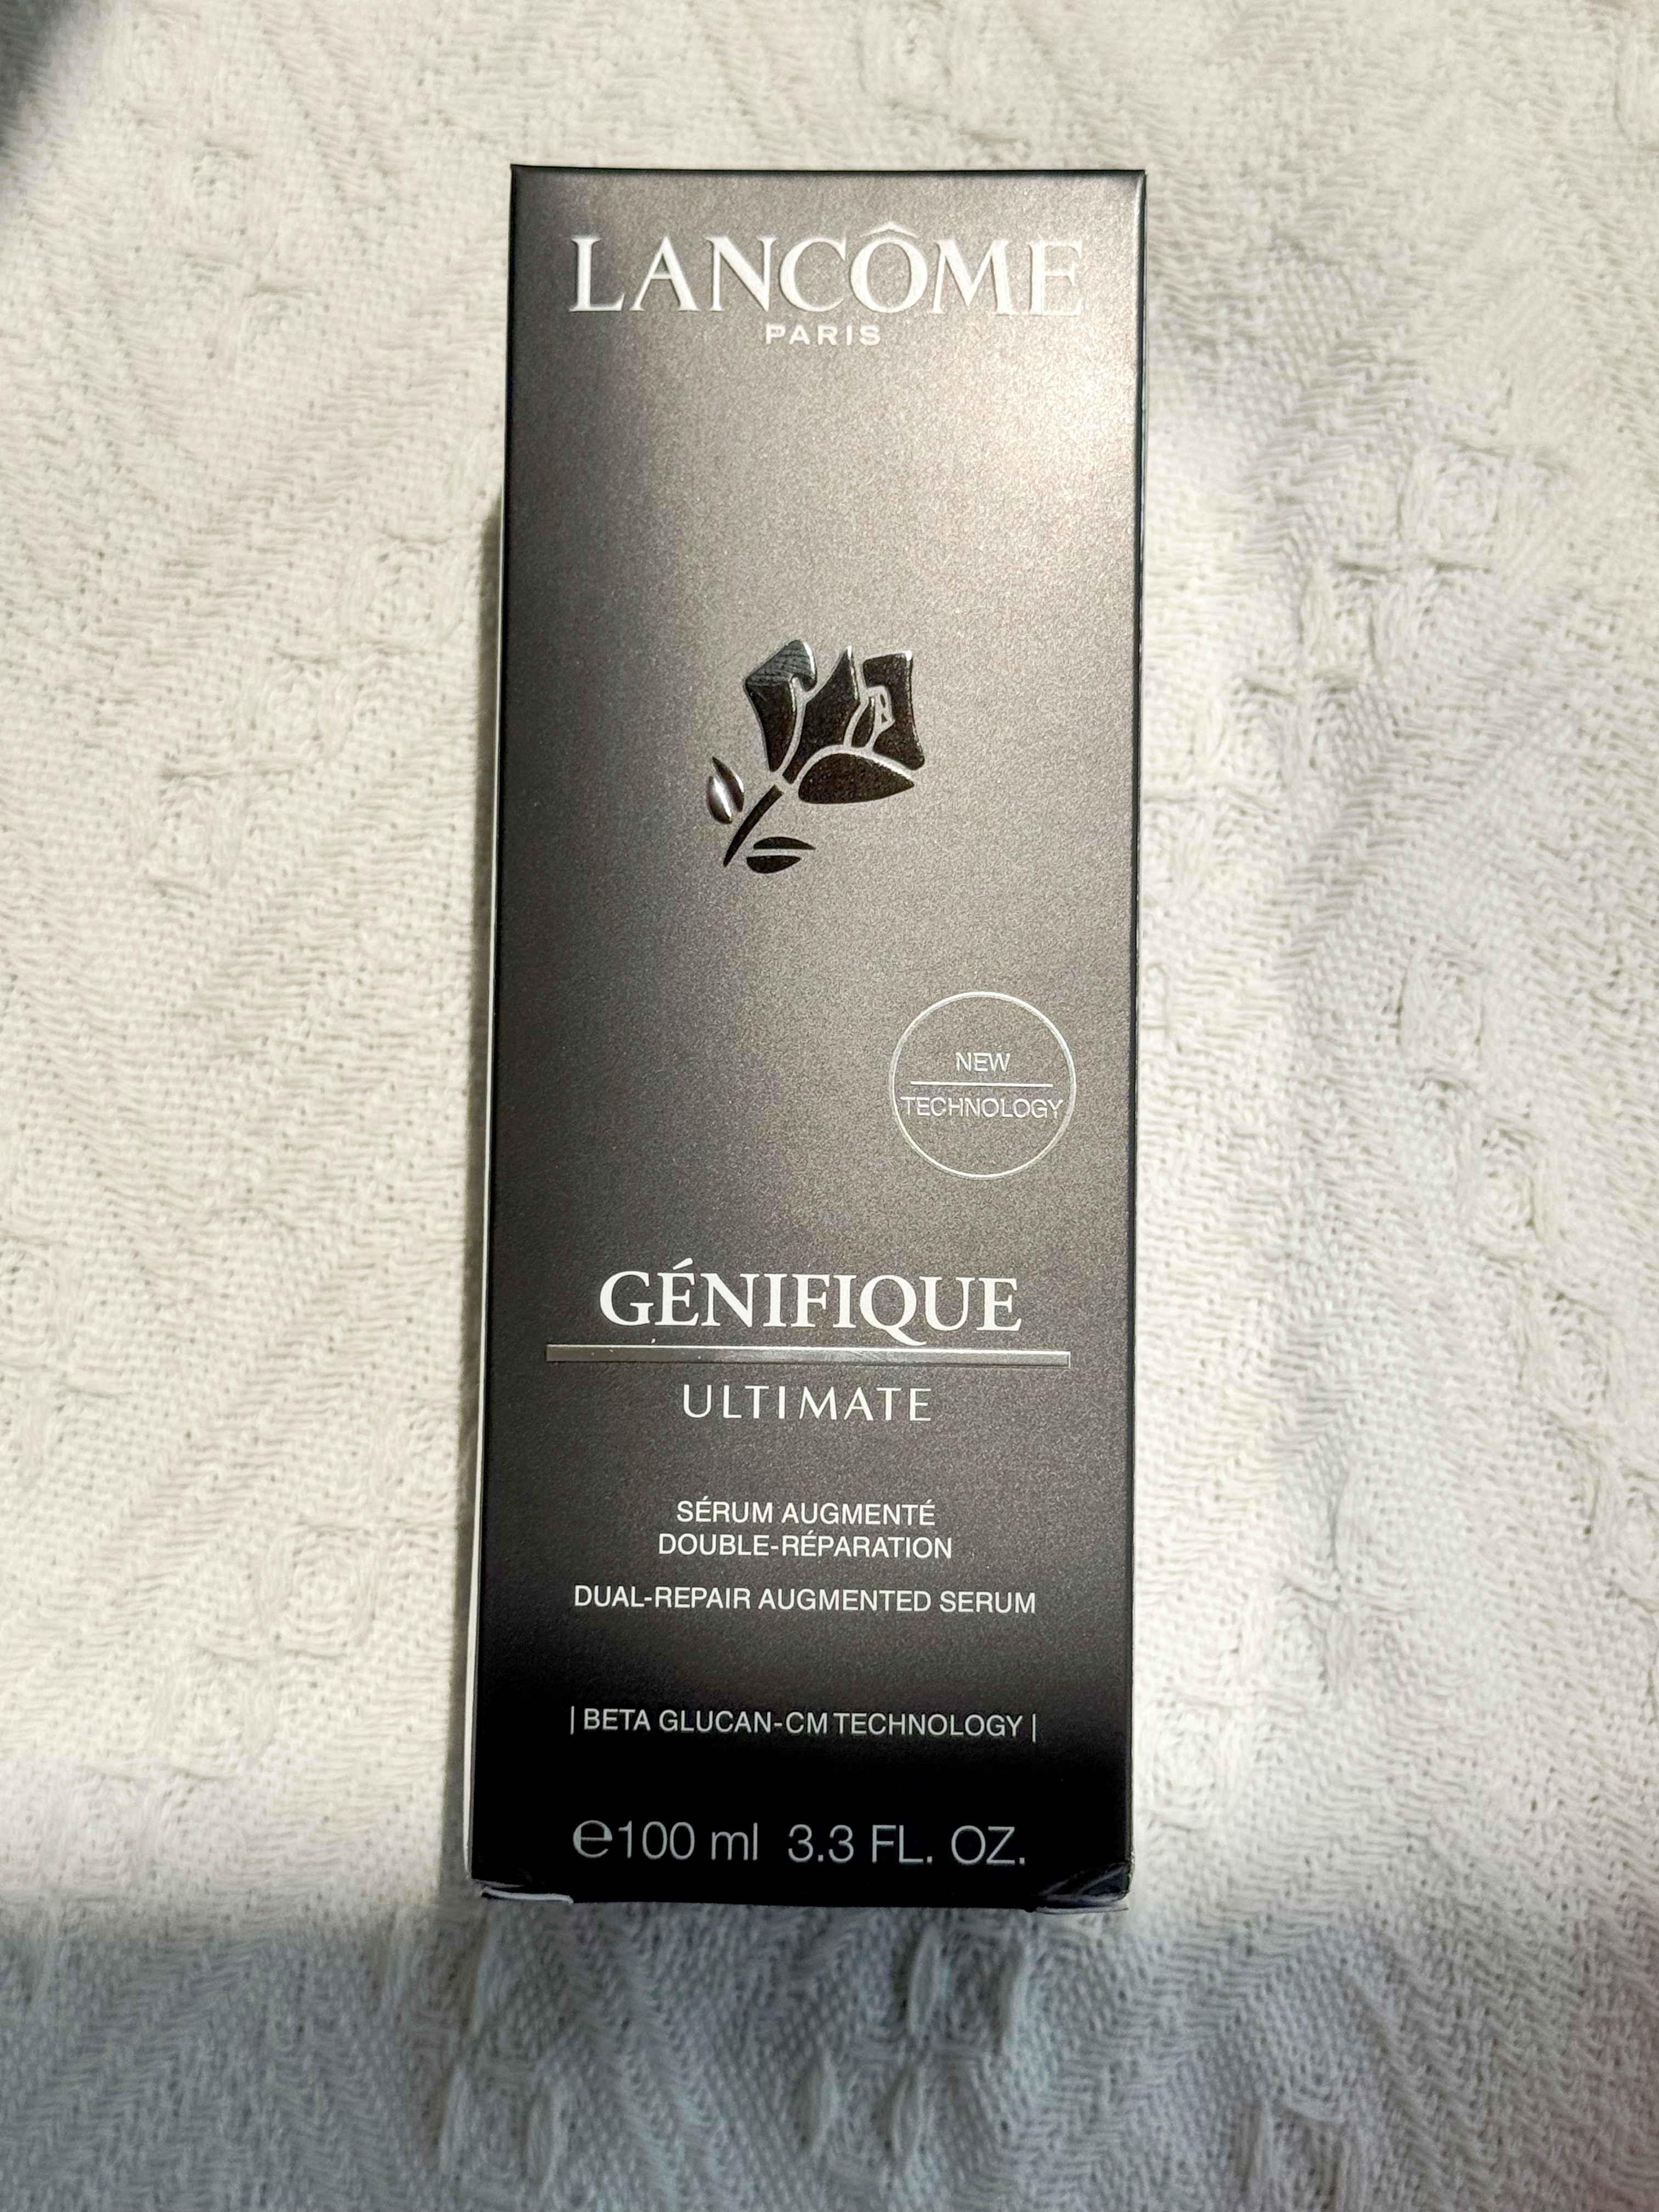 LANCÔME
PARIS
NEW
TECHNOLOGY
GÉNIFIQUE
ULTIMATE
SÉRUM AUGMENTÉ
DOUBLE-RÉPARATION
DUAL-REPAIR AUGMENTED SERUM
| BETA GLUCAN-CM TECHNOLOGY |
℮100 ml 3.3 FL. OZ.